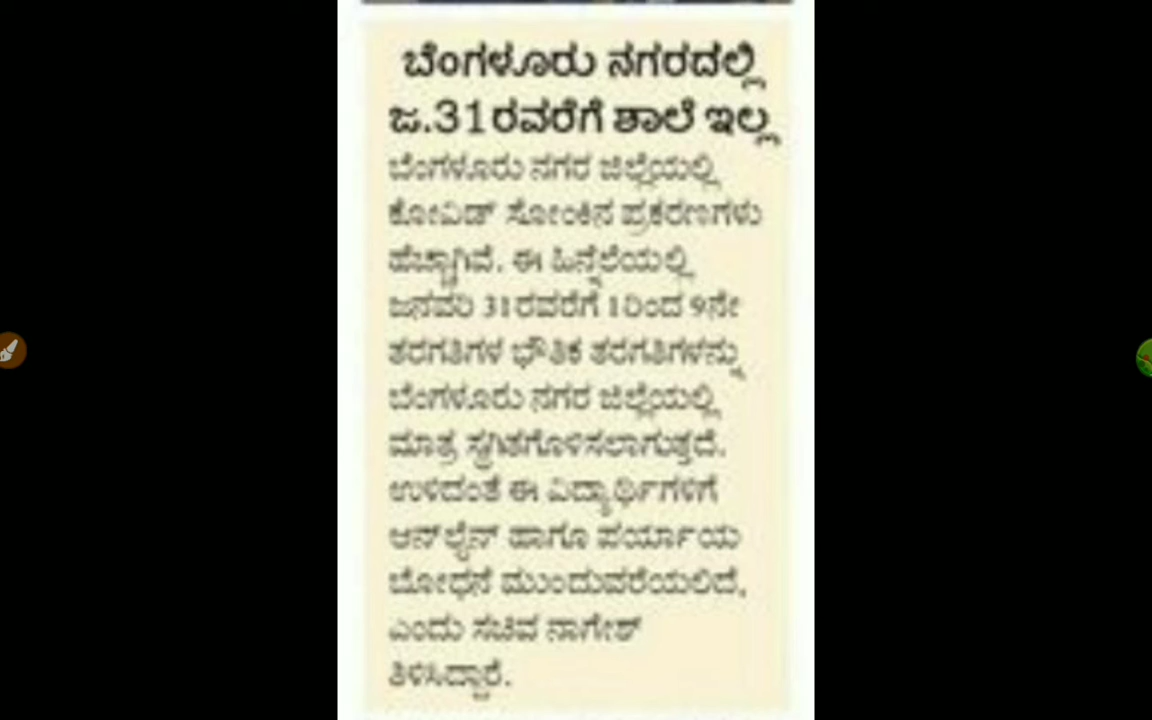 ಬೆಂಗಳೂರು ನಗರದಲ್ಲಿ
ಜ.31ರವರೆಗೆ ಶಾಲೆ ಇಲ್ಲ
ಬೆಂಗಳೂರು ನಗರ ಜಿಲ್ಲೆಯಲ್ಲಿ
ಕೋವಿಡ್ ಸೋಂಕಿನ ಪ್ರಕರಣಗಳು
ಹೆಚ್ಚಾಗಿವೆ. ಈ ಹಿನ್ನೆಲೆಯಲ್ಲಿ
ಜನವರಿ 31ರವರೆಗೆ 1ರಿಂದ 9ನೇ
ತರಗತಿಗಳ ಭೌತಿಕ ತರಗತಿಗಳನ್ನು
ಬೆಂಗಳೂರು ನಗರ ಜಿಲ್ಲೆಯಲ್ಲಿ
ಮಾತ್ರ ಸ್ಥಗಿತಗೊಳಿಸಲಾಗುತ್ತದೆ.
ಉಳಿದಂತೆ ಈ ವಿದ್ಯಾರ್ಥಿಗಳಿಗೆ
ಆನ್‌ಲೈನ್ ಹಾಗೂ ಪರ್ಯಾಯ
ಬೋಧನೆ ಮುಂದುವರೆಯಲಿದೆ,
ಎಂದು ಸಚಿವ ನಾಗೇಶ್
ತಿಳಿಸಿದ್ದಾರೆ.